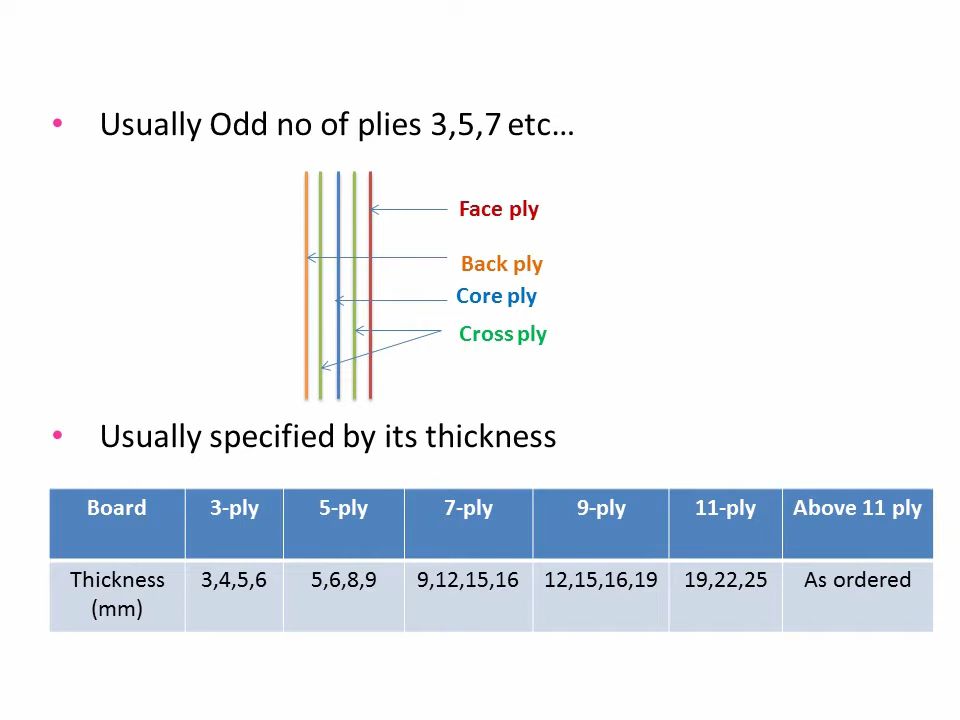 • Usually Odd no of plies 3,5,7 etc...
Face ply
Back ply
Core ply
Cross ply
• Usually specified by its thickness
Board 3-ply 5-ply 7-ply 9-ply 11-ply Above 11 ply
Thickness (mm) 3,4,5,6 5,6,8,9 9,12,15,16 12,15,16,19 19,22,25 As ordered